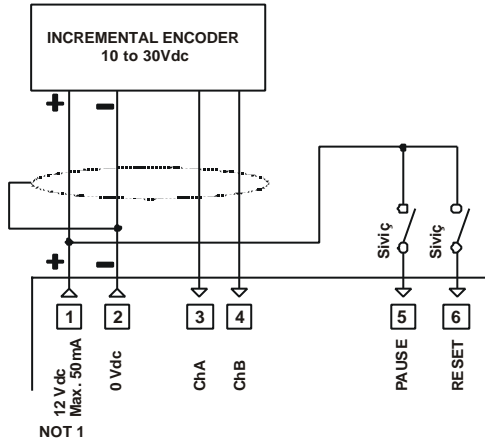 INCREMENTAL ENCODER
10 to 30Vdc
+
−
Siviç
Siviç
+
−
1
2
3
4
5
6
12 Vdc
Max. 50mA
0 Vdc
ChA
ChB
PAUSE
RESET
NOT 1